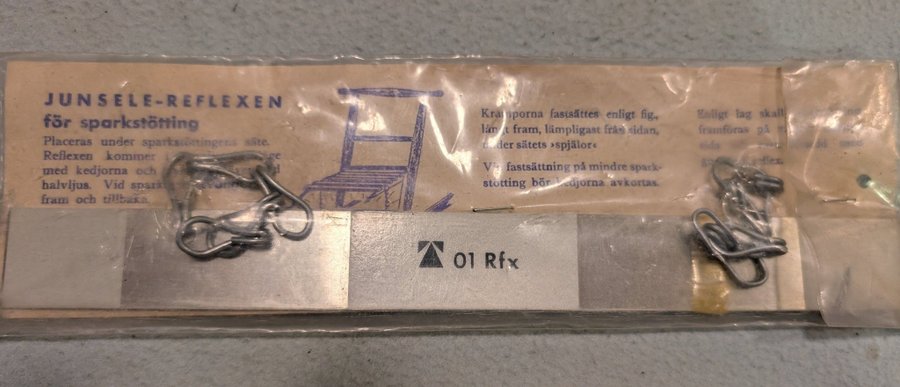 JUNSELE-REFLEXEN
för sparkstötting
Placeras under sparkstöttingens säte.
Reflexen kommer i
med kedjorna och
halvljus. Vid
fram och tillbaka.
Kramporna fastsättes enligt fig.,
långt fram, lämpligast från sidan,
under sätets »spjälor«
Vid fastsättning på mindre spark-
stötting bör kedjorna avkortas.
Enligt lag skall
framföras på
reflex.
01 Rfx